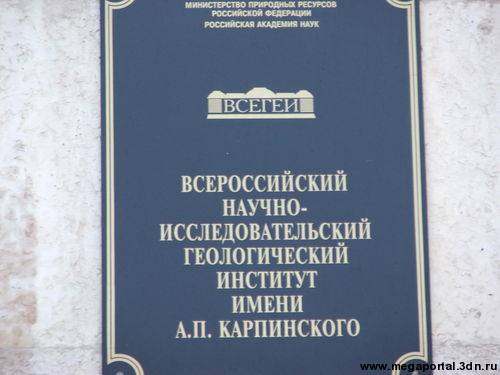 МИНИСТЕРСТВО ПРИРОДНЫХ РЕСУРСОВ
РОССИЙСКОЙ ФЕДЕРАЦИИ
РОССИЙСКАЯ АКАДЕМИЯ НАУК
ВСЕГЕИ
ВСЕРОССИЙСКИЙ
НАУЧНО-
ИССЛЕДОВАТЕЛЬСКИЙ
ГЕОЛОГИЧЕСКИЙ
ИНСТИТУТ
ИМЕНИ
А.П. КАРПИНСКОГО
www.megaportal.3dn.ru